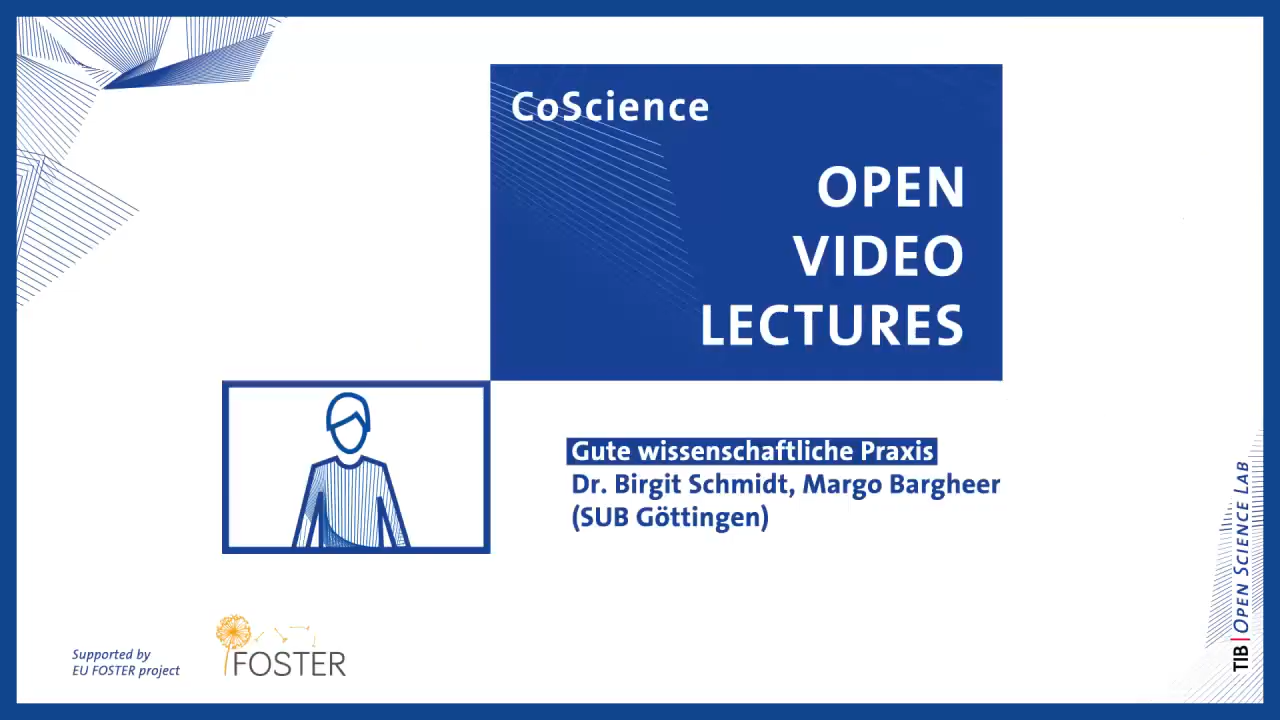 CoScience
OPEN
VIDEO
LECTURES
Gute wissenschaftliche Praxis
Dr. Birgit Schmidt, Margo Bargheer
(SUB Göttingen)
Supported by
EU FOSTER project
FOSTER
TIB | OPEN SCIENCE LAB